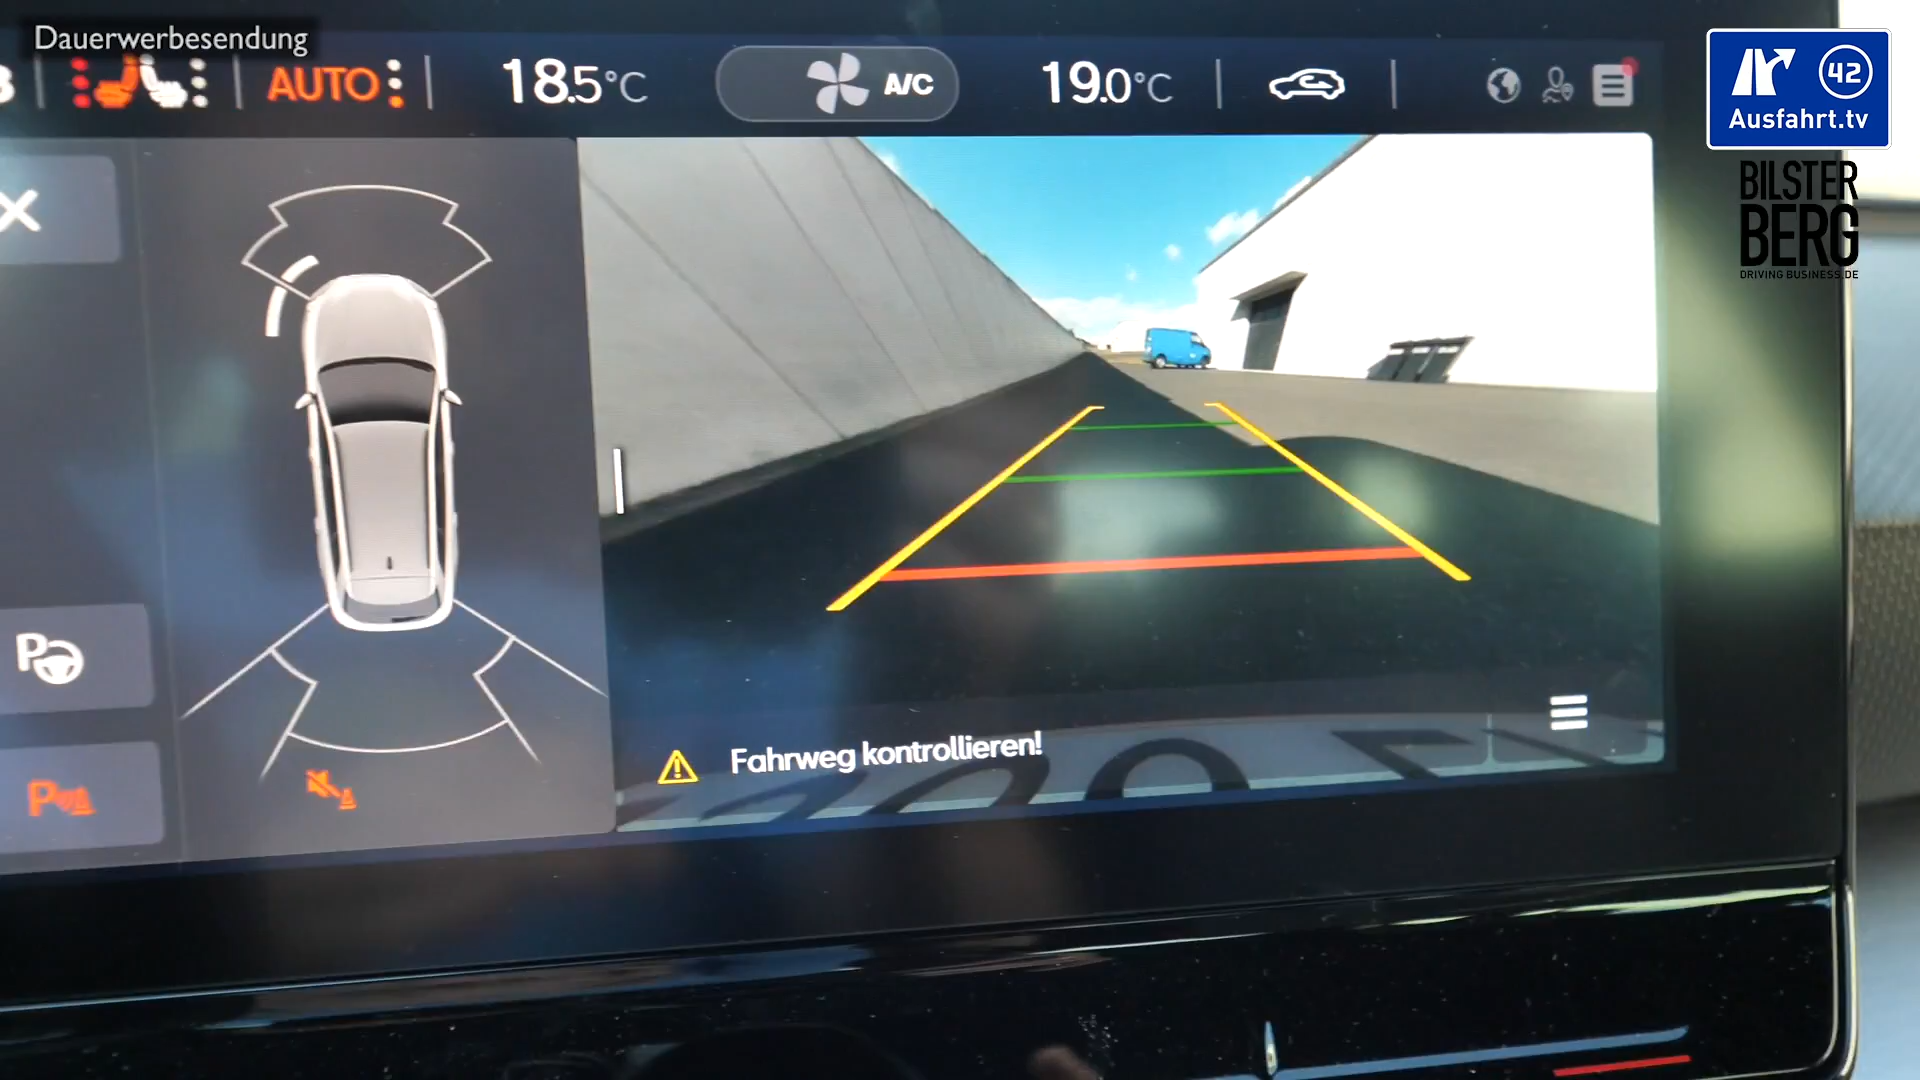 Dauerwerbesendung
AUTO
18.5°C
A/C
19.0°C
42
Ausfahrt.tv
BILSTER
BERG
DRIVING BUSINESS.DE
P
P
Fahrweg kontrollieren!